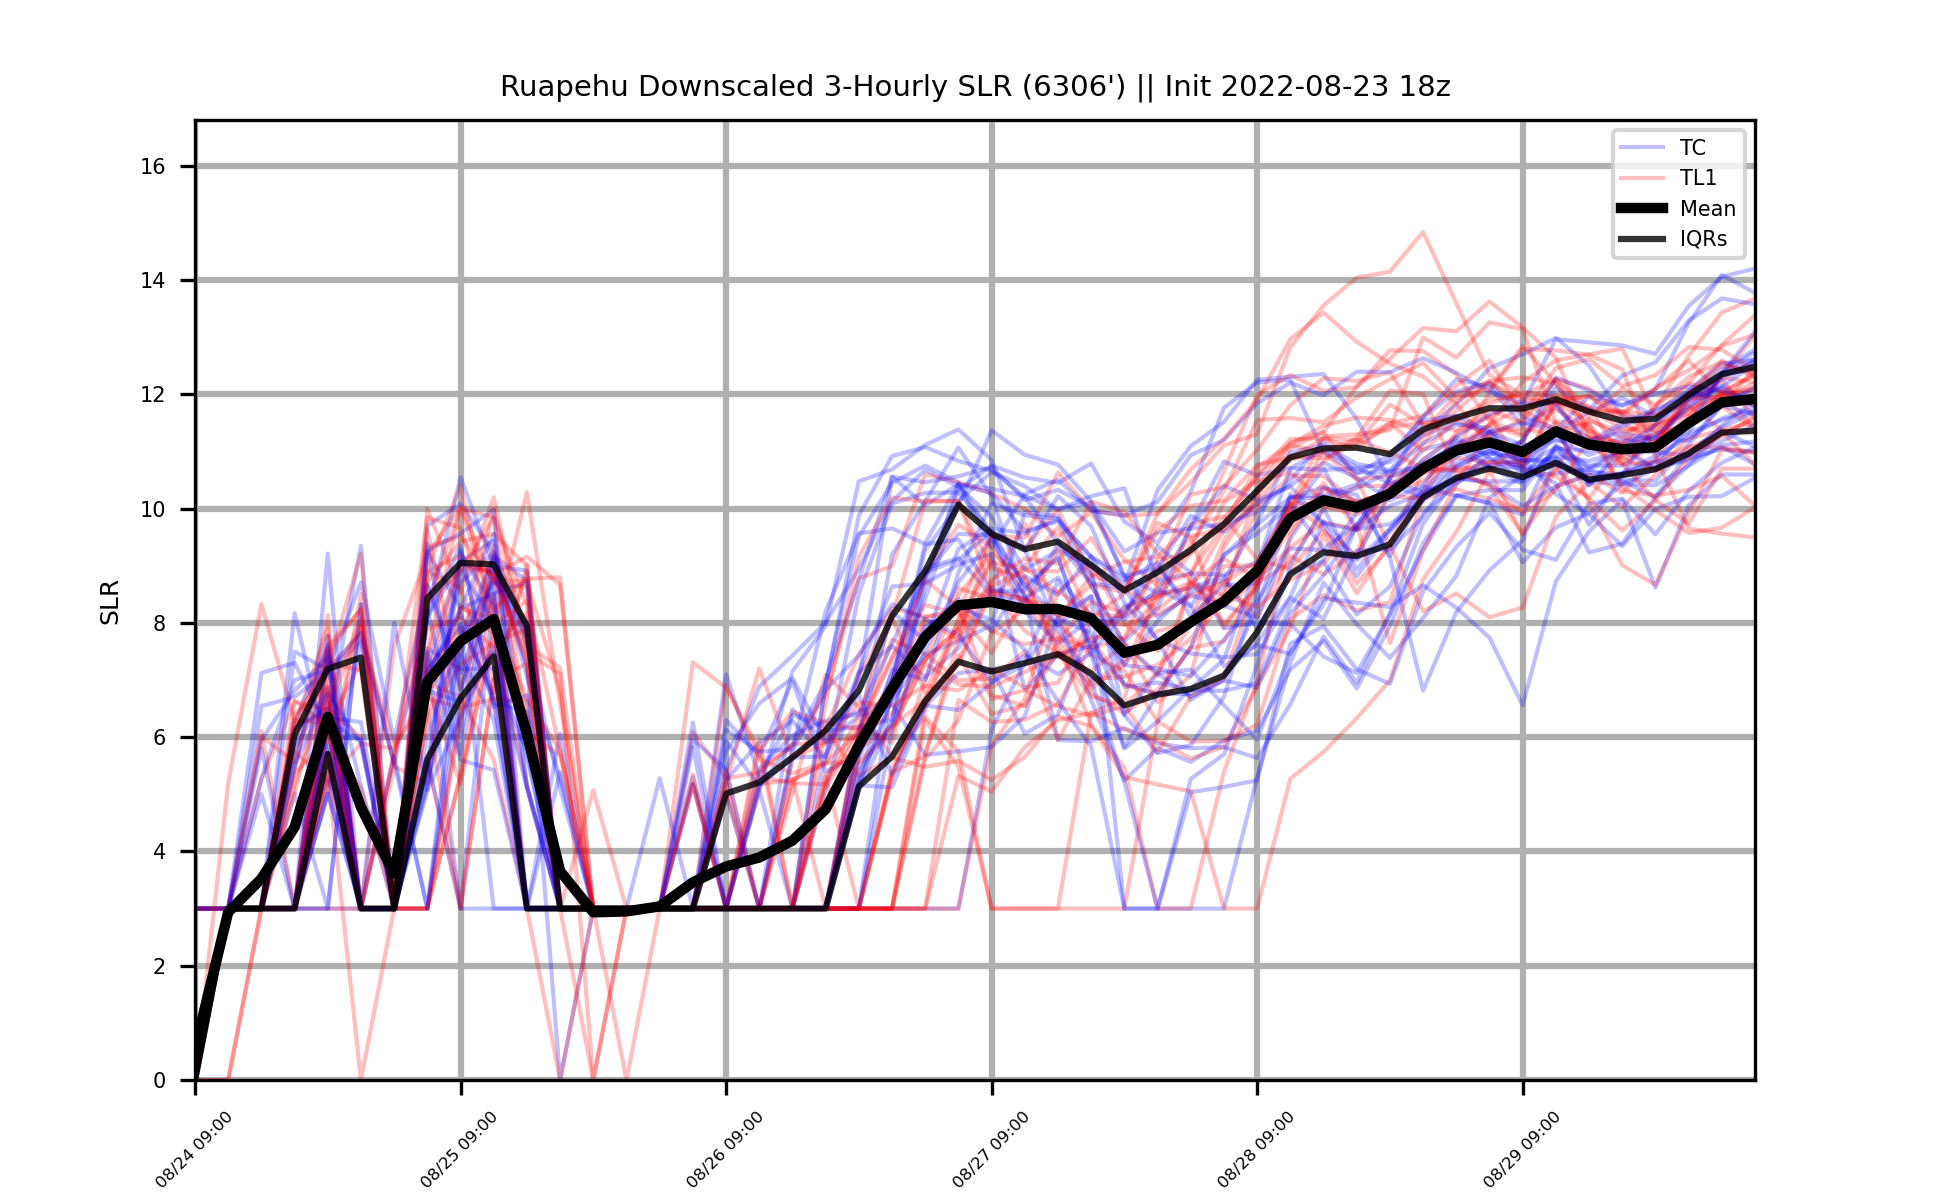 Ruapehu Downscaled 3-Hourly SLR (6306') || Init 2022-08-23 18z
TC
TL1
Mean
IQRs
SLR
16
14
12
10
8
6
4
2
0
08/24 09:00
08/25 09:00
08/26 09:00
08/27 09:00
08/28 09:00
08/29 09:00